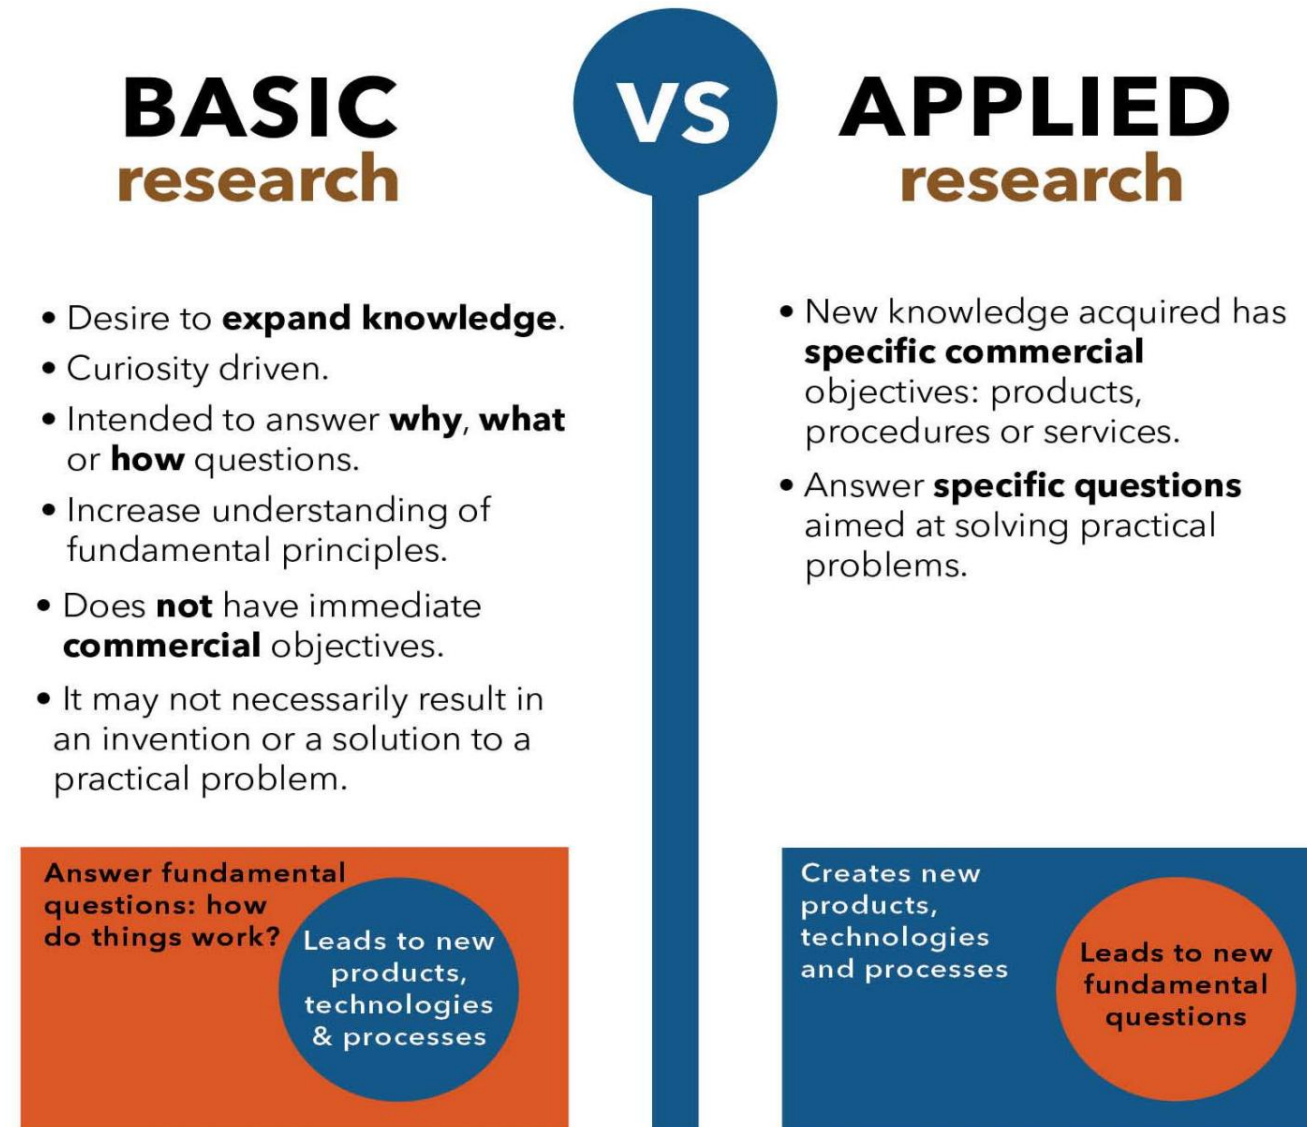 BASIC
research
VS
APPLIED
research
• Desire to expand knowledge.
• Curiosity driven.
• Intended to answer why, what
or how questions.
• Increase understanding of
fundamental principles.
• Does not have immediate
commercial objectives.
• It may not necessarily result in
an invention or a solution to a
practical problem.
• New knowledge acquired has
specific commercial
objectives: products,
procedures or services.
• Answer specific questions
aimed at solving practical
problems.
Answer fundamental
questions: how
do things work?
Leads to new
products,
technologies
& processes
Creates new
products,
technologies
and processes
Leads to new
fundamental
questions